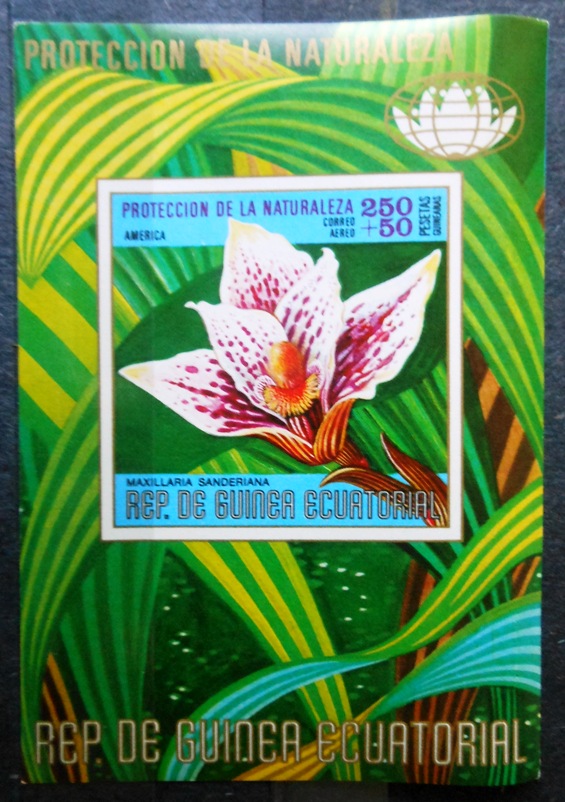 PROTECCION DE LA NATURALEZA
PROTECCION DE LA NATURALEZA
250
+50
PESETAS
GUINEANAS
CORREO
AEREO
AMERICA
MAXILLARIA SANDERIANA
REP. DE GUINEA ECUATORIAL
REP. DE GUINEA ECUATORIAL